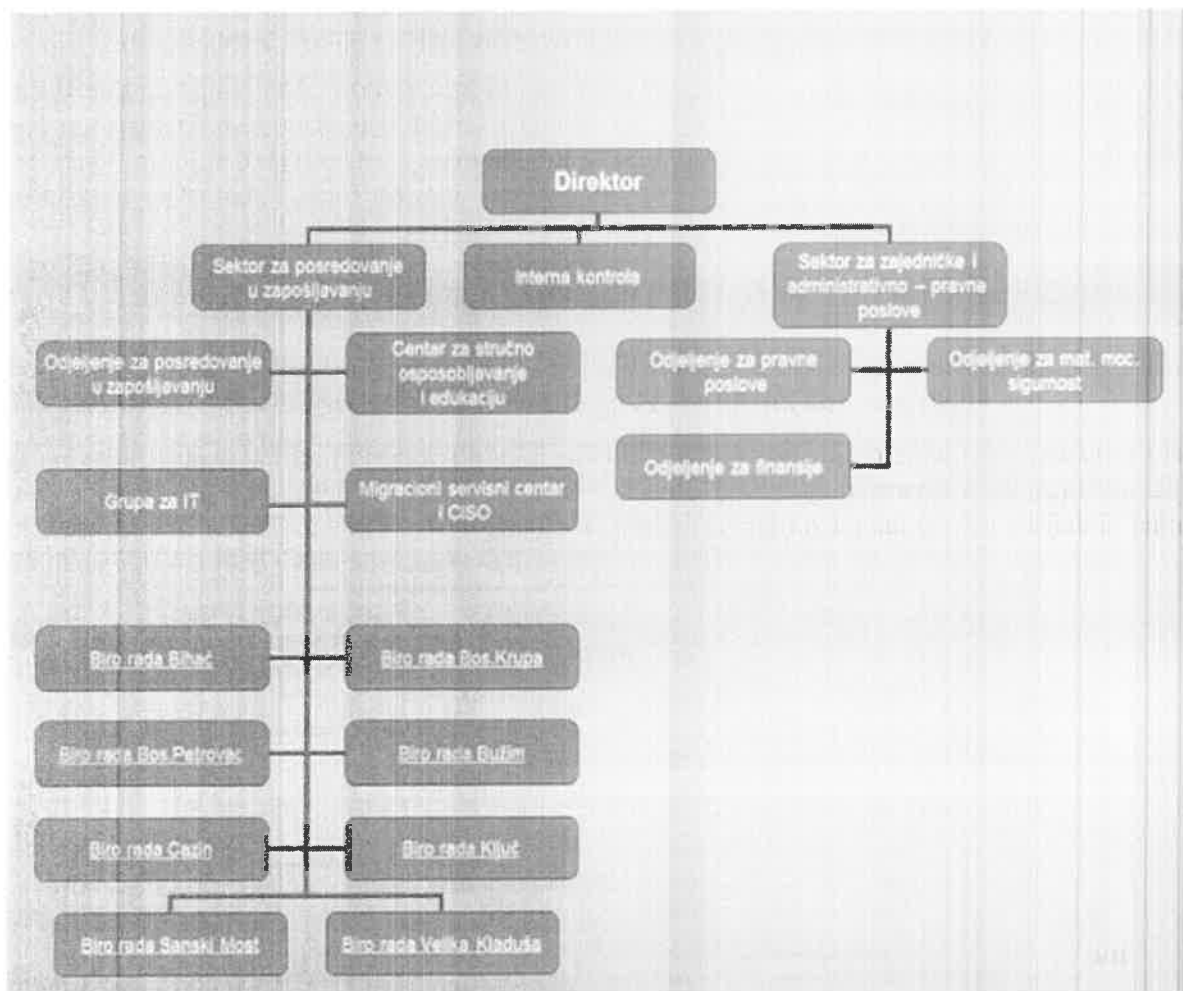 Direktor
Sektor za posredovanje
u zapošljavanju
Interna kontrola
Sektor za zajedničke i
administrativno – pravne
poslove
Odjeljenje za posredovanje
u zapošljavanju
Centar za stručno
osposobljavanje
i edukaciju
Odjeljenje za pravne
poslove
Odjeljenje za mat. moc.
sigurnost
Grupa za IT
Migracioni servisni centar
i CISO
Odjeljenje za finansije
Biro rada Bihać
Biro rada Bos.Krupa
Biro rada Bos.Petrovac
Biro rada Bužim
Biro rada Cazin
Biro rada Ključ
Biro rada Sanski Most
Biro rada Velika Kladuša